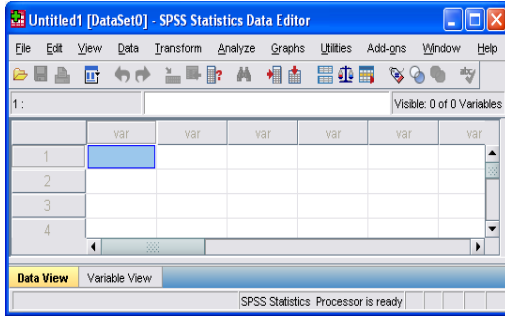 Untitled1 [DataSet0] - SPSS Statistics Data Editor
File Edit View Data Transform Analyze Graphs Utilities Add-ons Window Help
1 : Visible: 0 of 0 Variables
var var var var var var
1
2
3
4
Data View Variable View
SPSS Statistics Processor is ready